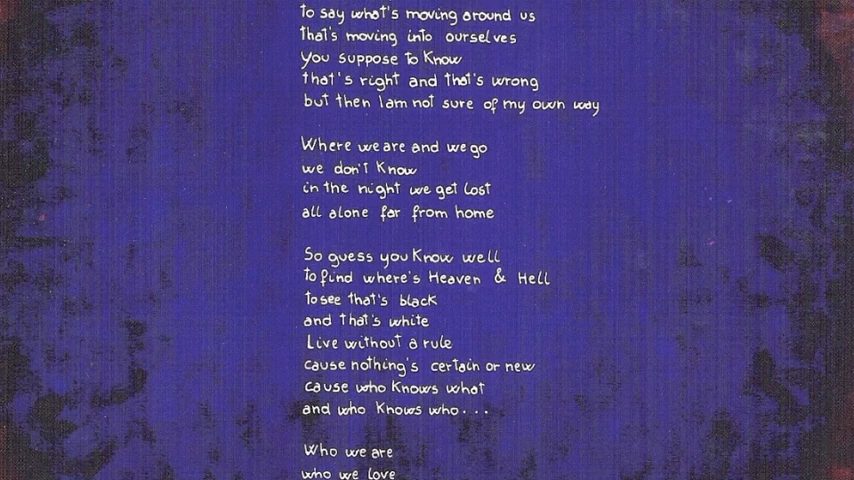 to say what's moving around us
that's moving into ourselves
You suppose to know
that's right and that's wrong
but then I am not sure of my own way
Where we are and we go
we don't know
in the night we get lost
all alone far from home
So guess you know well
to find where's Heaven & Hell
to see that's black
and that's white
Live without a rule
cause nothing's certain or new
cause who knows what
and who knows who...
Who we are
who we love